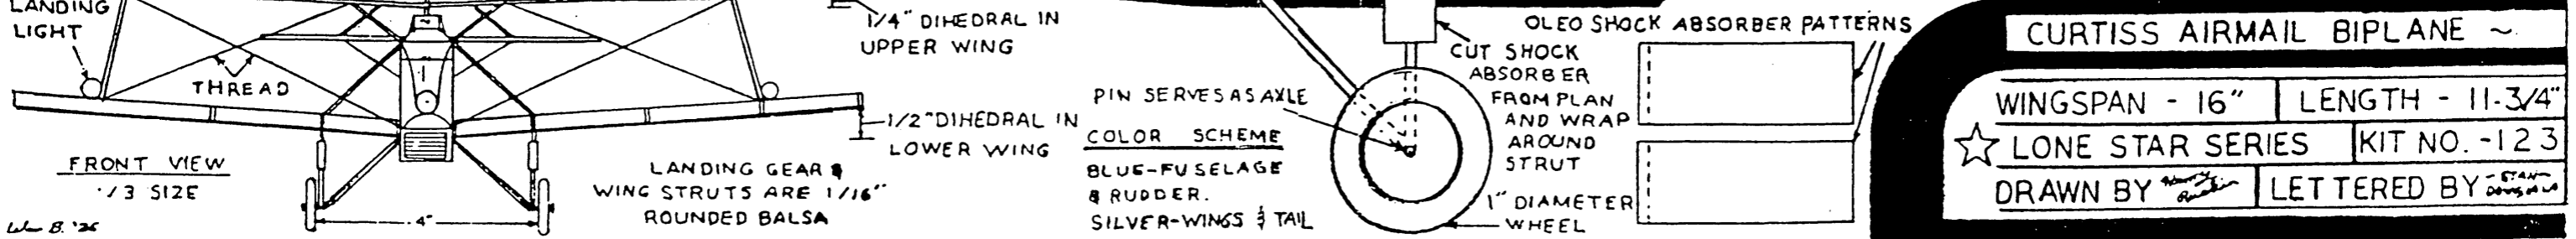 LANDING
LIGHT
THREAD
FRONT VIEW
1/3 SIZE
4"
1/4" DIHEDRAL IN
UPPER WING
1/2" DIHEDRAL IN
LOWER WING
LANDING GEAR &
WING STRUTS ARE 1/16"
ROUNDED BALSA
COLOR SCHEME
BLUE-FUSELAGE
& RUDDER.
SILVER-WINGS & TAIL
PIN SERVES AS AXLE
CUT SHOCK
ABSORBER
FROM PLAN
AND WRAP
AROUND
STRUT
1" DIAMETER
WHEEL
OLEO SHOCK ABSORBER PATTERNS
CURTISS AIRMAIL BIPLANE ~
WINGSPAN - 16" LENGTH - 11-3/4"
LONE STAR SERIES KIT NO. -123
DRAWN BY LETTERED BY